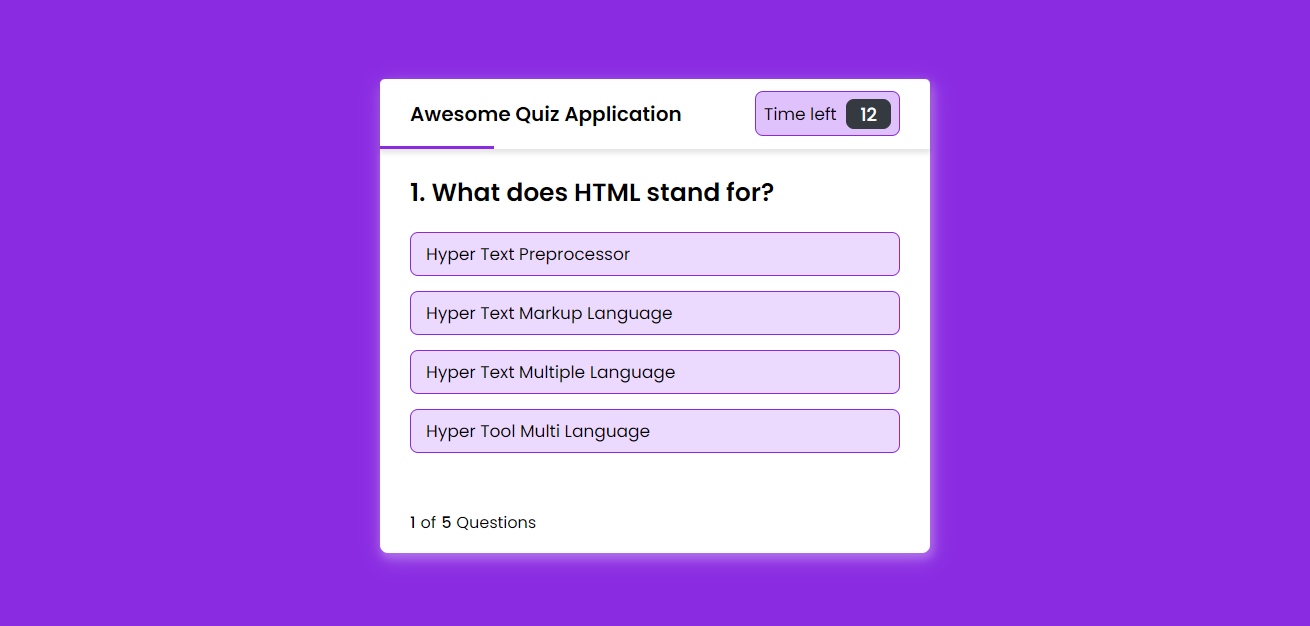 Awesome Quiz Application
Time left 12
1. What does HTML stand for?
Hyper Text Preprocessor
Hyper Text Markup Language
Hyper Text Multiple Language
Hyper Tool Multi Language
1 of 5 Questions